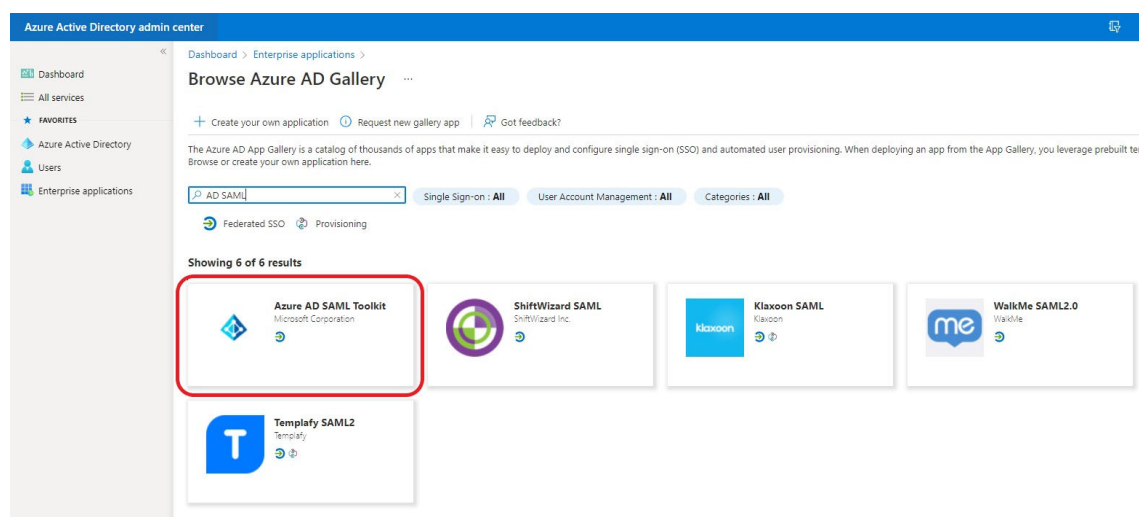 Azure Active Directory admin center
«
Dashboard > Enterprise applications >
Dashboard
Browse Azure AD Gallery ...
All services
FAVORITES
+ Create your own application Request new gallery app Got feedback?
Azure Active Directory
The Azure AD App Gallery is a catalog of thousands of apps that make it easy to deploy and configure single sign-on (SSO) and automated user provisioning. When deploying an app from the App Gallery, you leverage prebuilt te
Users
Browse or create your own application here.
Enterprise applications
AD SAML × Single Sign-on : All User Account Management : All Categories : All
Federated SSO Provisioning
Showing 6 of 6 results
Azure AD SAML Toolkit
Microsoft Corporation
ShiftWizard SAML
ShiftWizard Inc.
klaxoon
Klaxoon SAML
Klaxoon
me
WalkMe SAML2.0
WalkMe
T
Templafy SAML2
Templafy